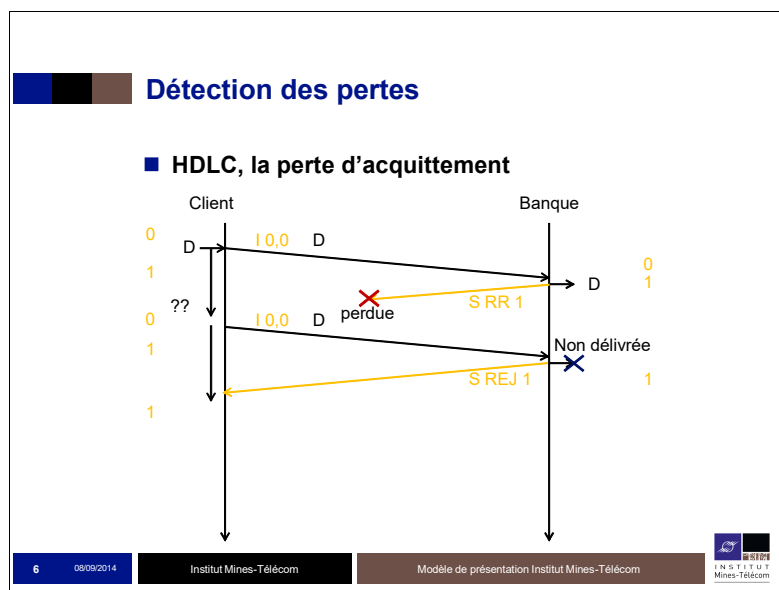 Détection des pertes
HDLC, la perte d'acquittement
Client
Banque
0
D
I 0,0
D
1
0
D
1
S RR 1
perdue
??
0
I 0,0
D
1
Non délivrée
S REJ 1
1
1
6
08/09/2014
Institut Mines-Télécom
Modèle de présentation Institut Mines-Télécom
INSTITUT
Mines-Télécom